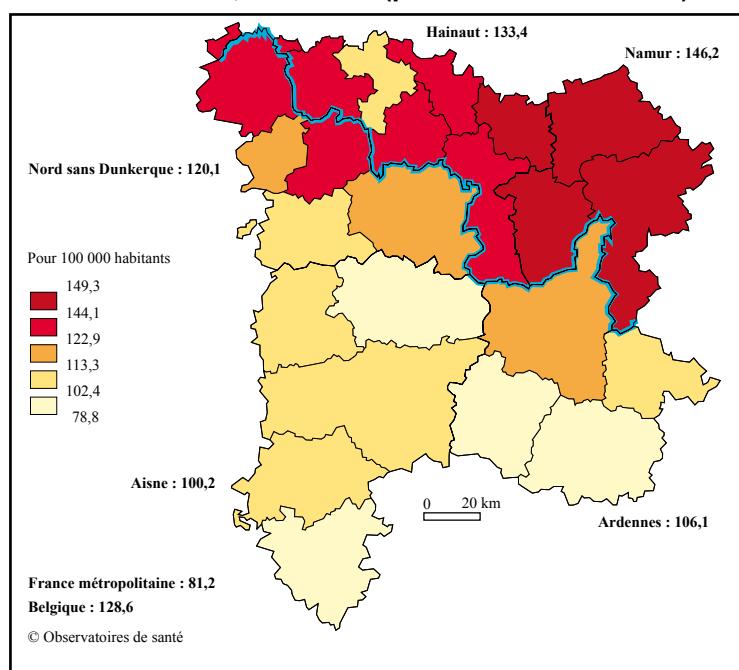 Hainaut : 133,4
Namur : 146,2
Nord sans Dunkerque : 120,1
Pour 100 000 habitants
149,3
144,1
122,9
113,3
102,4
78,8
Aisne : 100,2
0 20 km
Ardennes : 106,1
France métropolitaine : 81,2
Belgique : 128,6
© Observatoires de santé